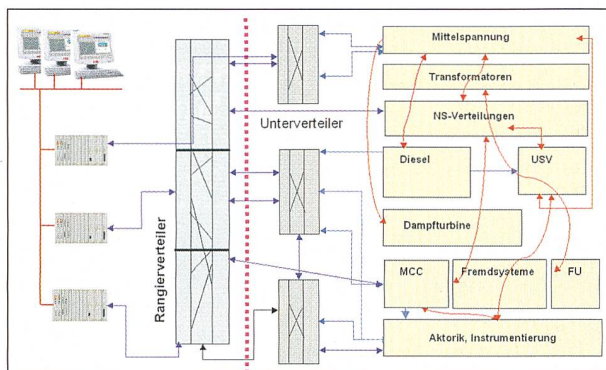 Mittelspannung
Transformatoren
NS-Verteilungen
Unterverteiler
Diesel
USV
Dampfturbine
Rangierverteiler
MCC
Fremdsysteme
FU
Aktorik, Instrumentierung